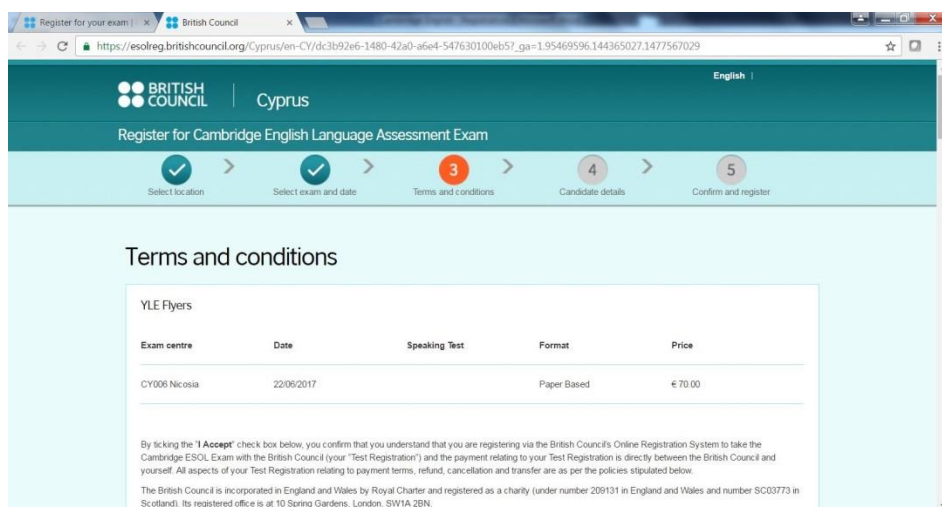 Register for your exam |
British Council
https://esolreg.britishcouncil.org/Cyprus/en-CY/dc3b92e6-1480-42a0-a6e4-547630100eb5?_ga=1.95469596.144365027.1477567029
English |
BRITISH
COUNCIL
Cyprus
Register for Cambridge English Language Assessment Exam
3 4 5
Select location Select exam and date Terms and conditions Candidate details Confirm and register
Terms and conditions
YLE Flyers
Exam centre Date Speaking Test Format Price
CY006 Nicosia 22/06/2017 Paper Based € 70.00
By ticking the "I Accept" check box below, you confirm that you understand that you are registering via the British Council's Online Registration System to take the
Cambridge ESOL Exam with the British Council (your "Test Registration") and the payment relating to your Test Registration is directly between the British Council and
yourself. All aspects of your Test Registration relating to payment terms, refund, cancellation and transfer are as per the policies stipulated below.
The British Council is incorporated in England and Wales by Royal Charter and registered as a charity (under number 209131 in England and Wales and number SC03773 in
Scotland). Its registered office is at 10 Spring Gardens, London, SW1A 2BN.